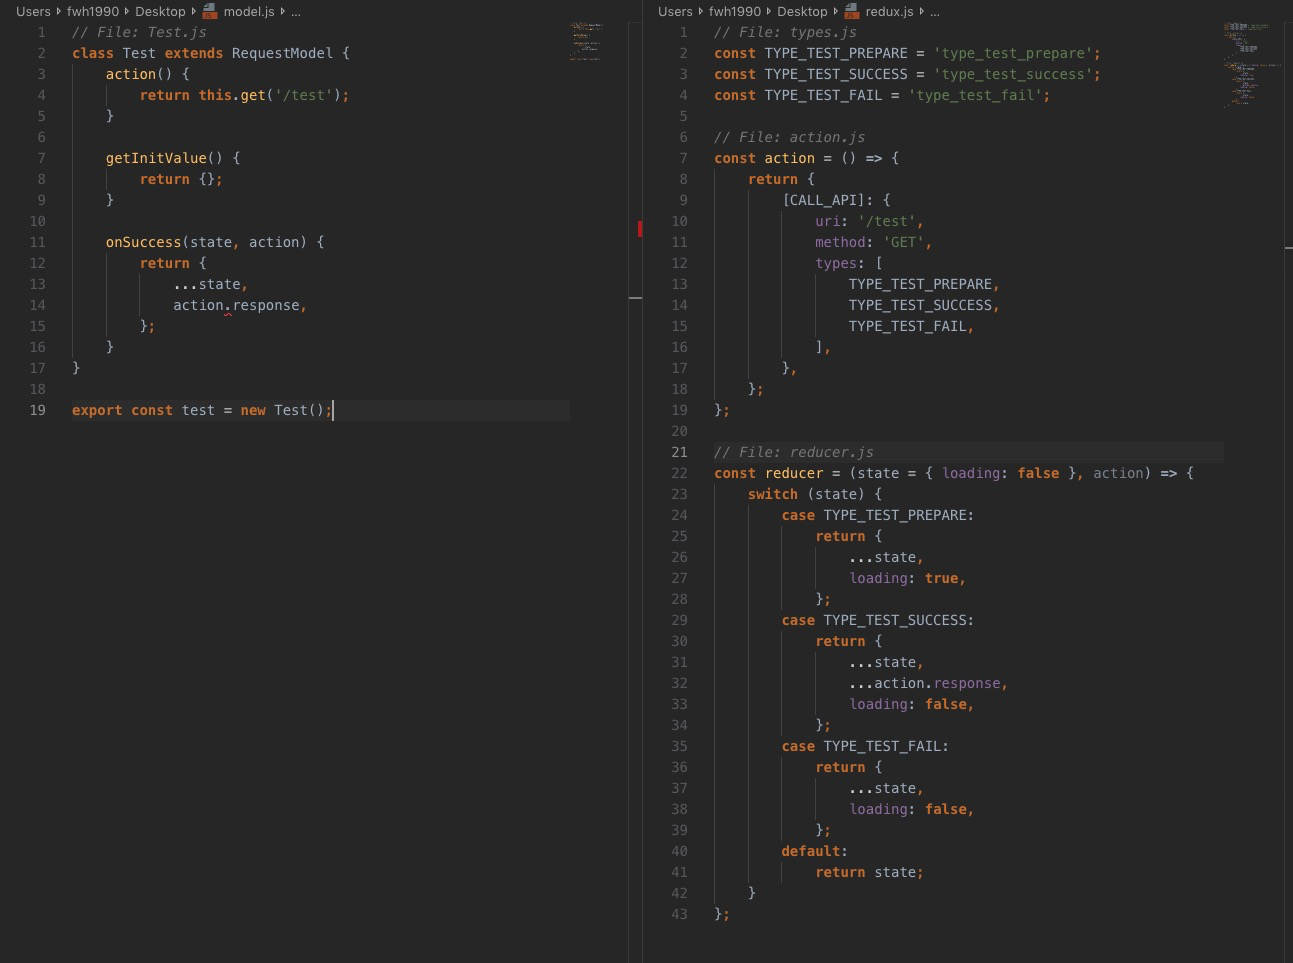 Users fwh1990 Desktop model.js ...
1 // File: Test.js
2 class Test extends RequestModel {
3 action() {
4 return this.get('/test');
5 }
6
7 getInitValue() {
8 return {};
9 }
10
11 onSuccess(state, action) {
12 return {
13 ...state,
14 action.response,
15 };
16 }
17 }
18
19 export const test = new Test();
Users fwh1990 Desktop redux.js ...
1 // File: types.js
2 const TYPE_TEST_PREPARE = 'type_test_prepare';
3 const TYPE_TEST_SUCCESS = 'type_test_success';
4 const TYPE_TEST_FAIL = 'type_test_fail';
5
6 // File: action.js
7 const action = () => {
8 return {
9 [CALL_API]: {
10 uri: '/test',
11 method: 'GET',
12 types: [
13 TYPE_TEST_PREPARE,
14 TYPE_TEST_SUCCESS,
15 TYPE_TEST_FAIL,
16 ],
17 },
18 };
19 };
20
21 // File: reducer.js
22 const reducer = (state = { loading: false }, action) => {
23 switch (state) {
24 case TYPE_TEST_PREPARE:
25 return {
26 ...state,
27 loading: true,
28 };
29 case TYPE_TEST_SUCCESS:
30 return {
31 ...state,
32 ...action.response,
33 loading: false,
34 };
35 case TYPE_TEST_FAIL:
36 return {
37 ...state,
38 loading: false,
39 };
40 default:
41 return state;
42 }
43 };